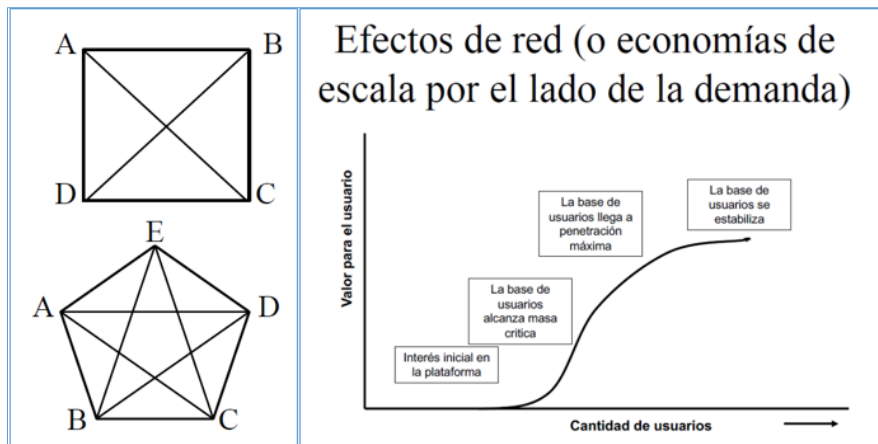 A
B
D
C
E
A
D
B
C
Efectos de red (o economías de
escala por el lado de la demanda)
Valor para el usuario
Interés inicial en
la plataforma
La base de
usuarios
alcanza masa
critica
La base de
usuarios llega a
penetración
máxima
La base de
usuarios se
estabiliza
Cantidad de usuarios